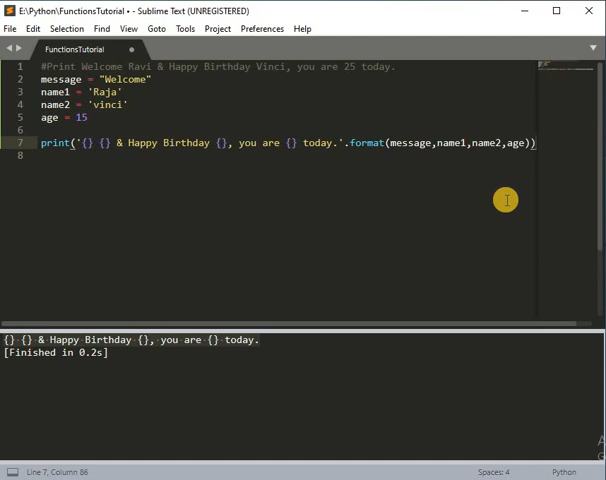 E:\Python\FunctionsTutorial • - Sublime Text (UNREGISTERED)
File Edit Selection Find View Goto Tools Project Preferences Help
FunctionsTutorial
1 #Print Welcome Ravi & Happy Birthday Vinci, you are 25 today.
2 message = "Welcome"
3 name1 = 'Raja'
4 name2 = 'vinci'
5 age = 15
6
7 print('{} {} & Happy Birthday {}, you are {} today.'.format(message,name1,name2,age))
8
{} {} & Happy Birthday {}, you are {} today.
[Finished in 0.2s]
Line 7, Column 86 Spaces: 4 Python